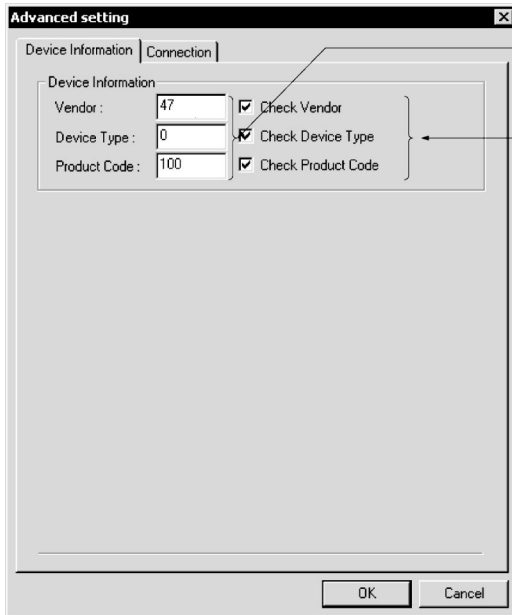 Advanced setting
Device Information Connection
Device Information
Vendor : 47 Check Vendor
Device Type : 0 Check Device Type
Product Code : 100 Check Product Code
OK Cancel